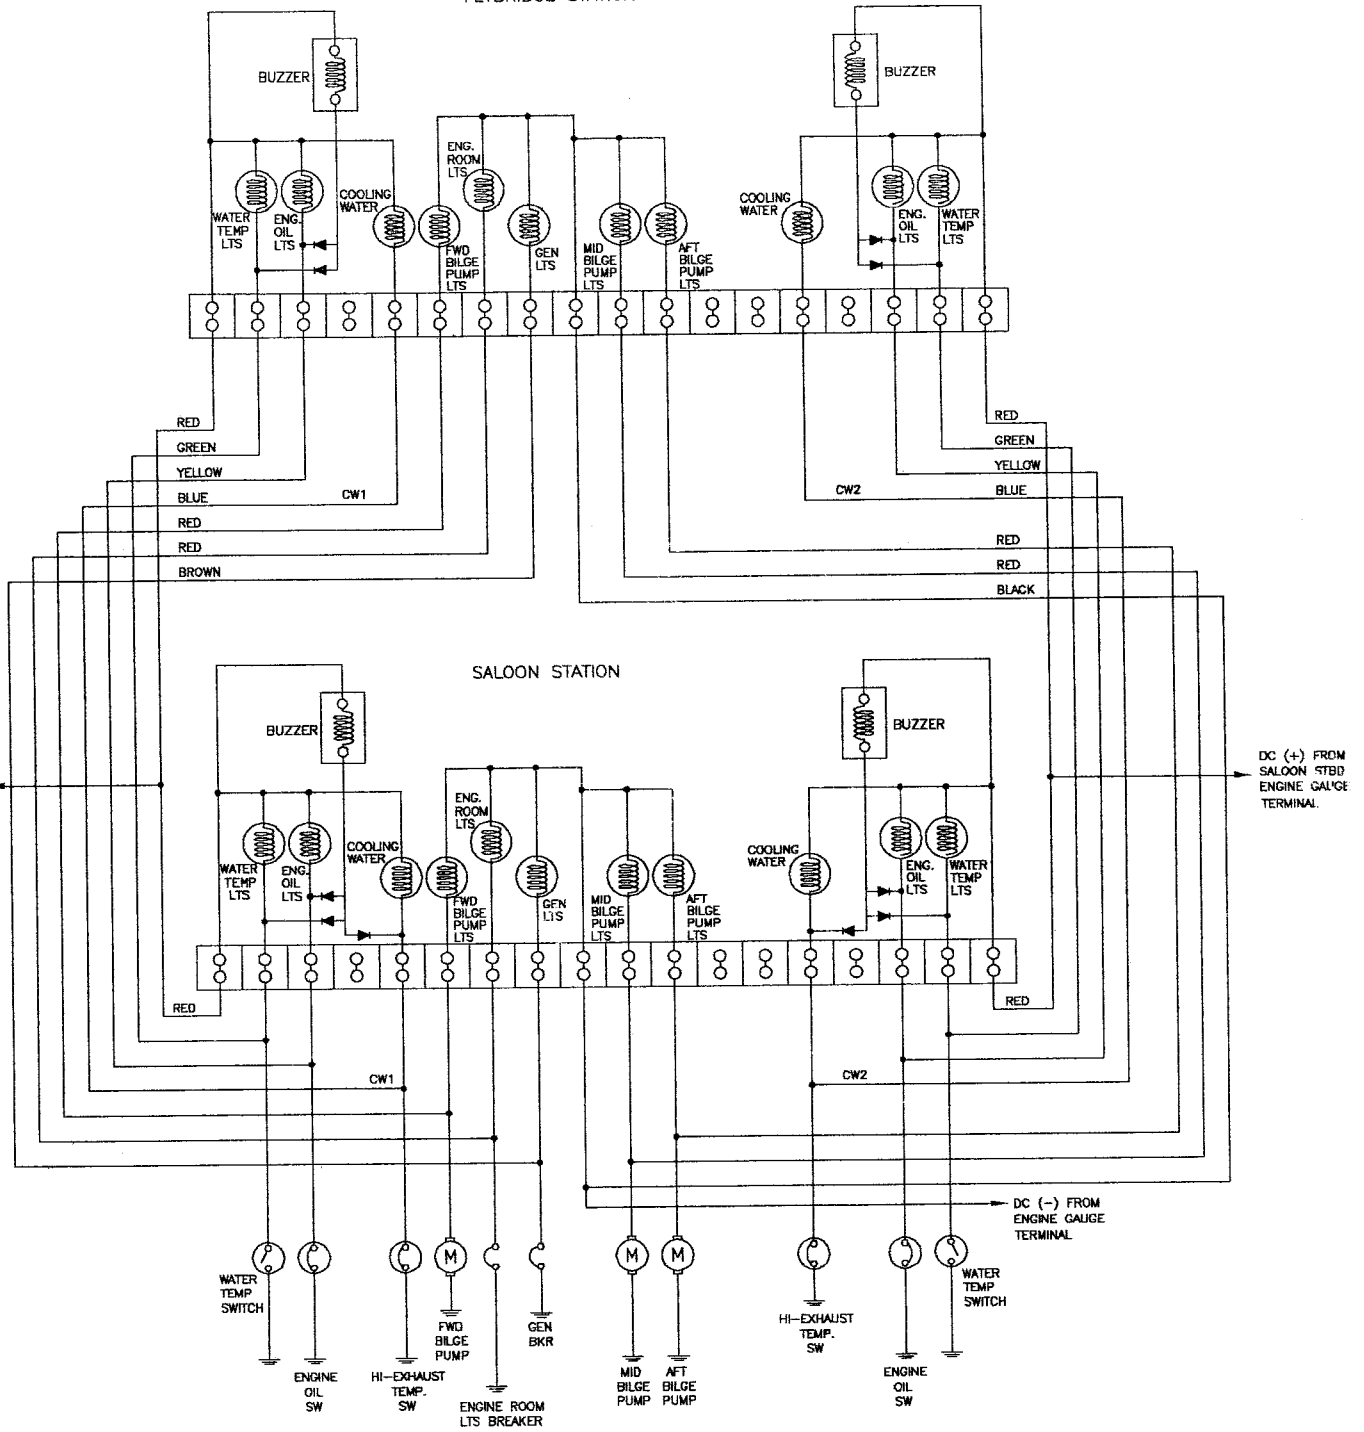 BUZZER
BUZZER
ENG.
ROOM
LTS
COOLING
WATER
COOLING
WATER
WATER
TEMP
LTS
ENG.
OIL
LTS
FWD
BILGE
PUMP
LTS
GEN
LTS
MID
BILGE
PUMP
LTS
AFT
BILGE
PUMP
LTS
ENG.
OIL
LTS
WATER
TEMP
LTS
RED
GREEN
YELLOW
BLUE
CW1
RED
RED
BROWN
RED
GREEN
YELLOW
CW2
BLUE
RED
RED
BLACK
SALOON STATION
BUZZER
BUZZER
DC (+) FROM
SALOON STBD
ENGINE GAUGE
TERMINAL
ENG.
ROOM
LTS
COOLING
WATER
COOLING
WATER
WATER
TEMP
LTS
ENG.
OIL
LTS
FWD
BILGE
PUMP
LTS
GEN
LTS
MID
BILGE
PUMP
LTS
AFT
BILGE
PUMP
LTS
ENG.
OIL
LTS
WATER
TEMP
LTS
RED
RED
CW1
CW2
DC (-) FROM
ENGINE GAUGE
TERMINAL
M
M
M
WATER
TEMP
SWITCH
ENGINE
OIL
SW
HI-EXHAUST
TEMP.
SW
FWD
BILGE
PUMP
ENGINE ROOM
LTS BREAKER
GEN
BKR
MID
BILGE
PUMP
AFT
BILGE
PUMP
HI-EXHAUST
TEMP.
SW
ENGINE
OIL
SW
WATER
TEMP
SWITCH